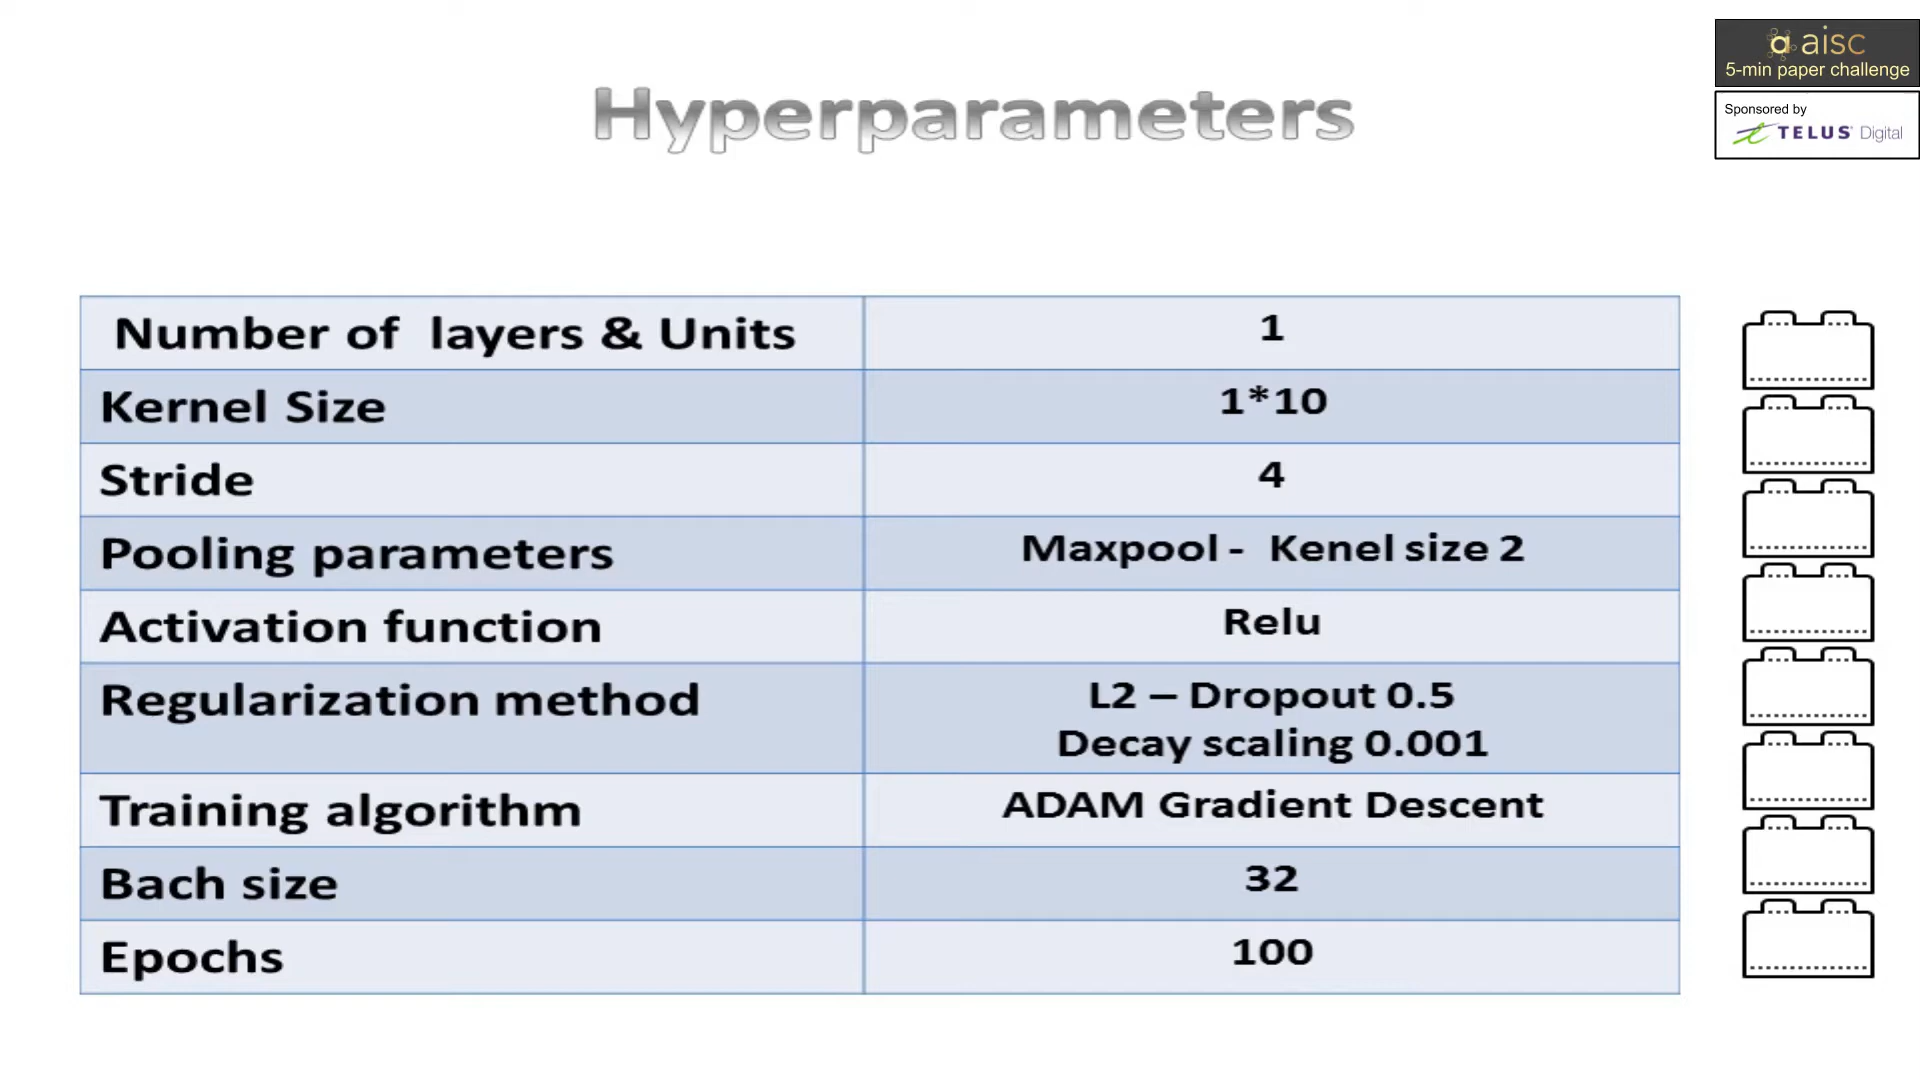 aisc
5-min paper challenge
Sponsored by
TELUS Digital
Hyperparameters
Number of layers & Units 1
Kernel Size 1*10
Stride 4
Pooling parameters Maxpool - Kenel size 2
Activation function Relu
Regularization method L2 – Dropout 0.5
Decay scaling 0.001
Training algorithm ADAM Gradient Descent
Bach size 32
Epochs 100